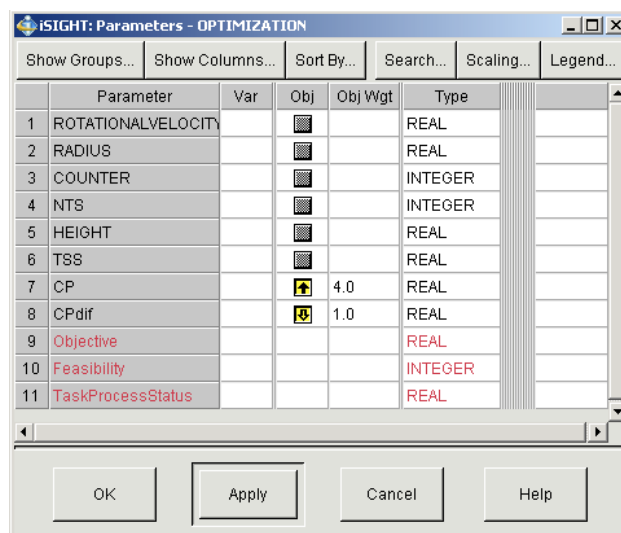 iSIGHT: Parameters - OPTIMIZATION
Show Groups... Show Columns... Sort By... Search... Scaling... Legend...
Parameter Var Obj Obj Wgt Type
1 ROTATIONALVELOCITY REAL
2 RADIUS REAL
3 COUNTER INTEGER
4 NTS INTEGER
5 HEIGHT REAL
6 TSS REAL
7 CP 4.0 REAL
8 CPdif 1.0 REAL
9 Objective REAL
10 Feasibility INTEGER
11 TaskProcessStatus REAL
OK Apply Cancel Help